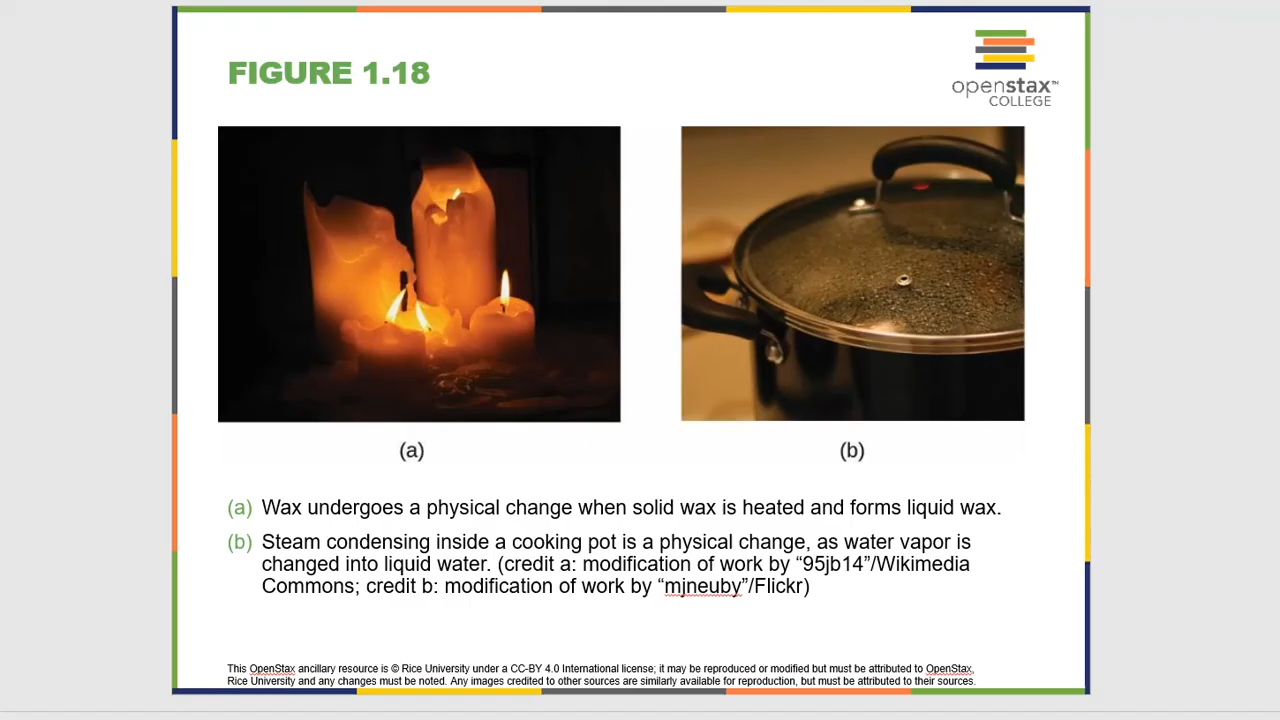 FIGURE 1.18
openstax™
COLLEGE
(a)
(b)
(a) Wax undergoes a physical change when solid wax is heated and forms liquid wax.
(b) Steam condensing inside a cooking pot is a physical change, as water vapor is
changed into liquid water. (credit a: modification of work by “95jb14”/Wikimedia
Commons; credit b: modification of work by “mjneuby”/Flickr)
This OpenStax ancillary resource is © Rice University under a CC-BY 4.0 International license; it may be reproduced or modified but must be attributed to OpenStax,
Rice University and any changes must be noted. Any images credited to other sources are similarly available for reproduction, but must be attributed to their sources.